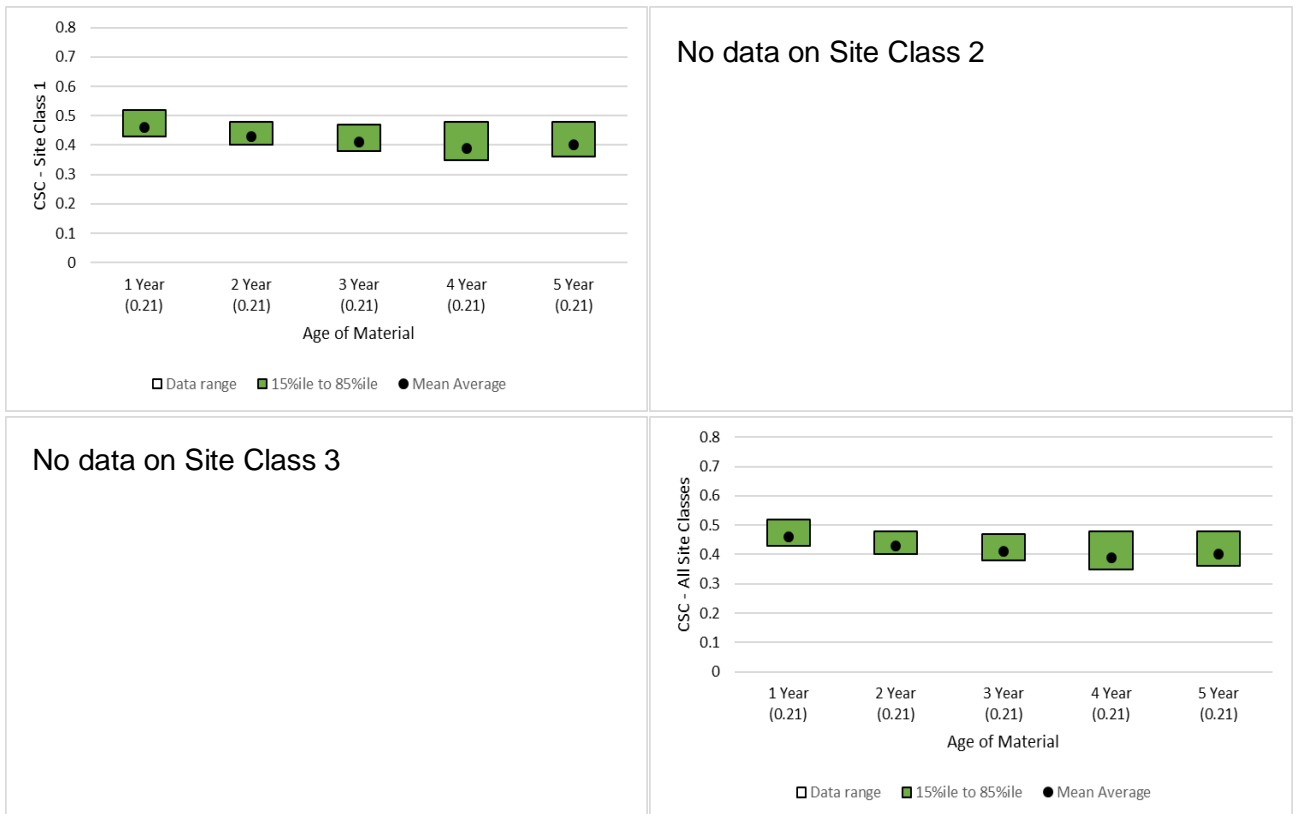 CSC - Site Class 1
0.8
0.7
0.6
0.5
0.4
0.3
0.2
0.1
0
1 Year 2 Year 3 Year 4 Year 5 Year
(0.21) (0.21) (0.21) (0.21) (0.21)
Age of Material
Data range 15%ile to 85%ile Mean Average
No data on Site Class 2
No data on Site Class 3
CSC - All Site Classes
0.8
0.7
0.6
0.5
0.4
0.3
0.2
0.1
0
1 Year 2 Year 3 Year 4 Year 5 Year
(0.21) (0.21) (0.21) (0.21) (0.21)
Age of Material
Data range 15%ile to 85%ile Mean Average